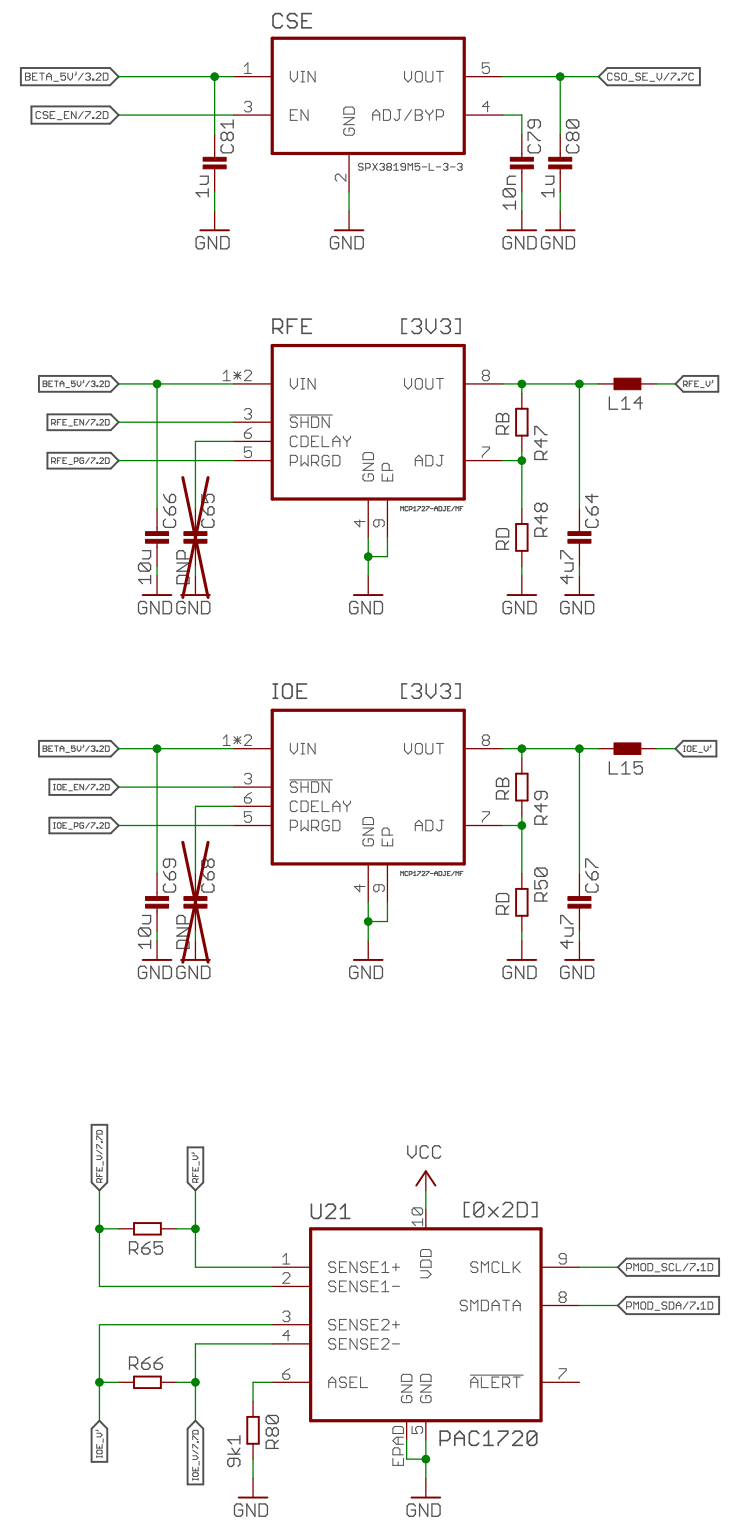 CSE
BETA_5V'/3.2D
1
VIN
VOUT
5
CSO_SE_V/7.7C
CSE_EN/7.2D
3
EN
GND
ADJ/BYP
4
C81
1u
2
SPX3819M5-L-3-3
C79
10n
C80
1u
GND
GND
GND
GND
RFE
[3V3]
BETA_5V'/3.2D
1*2
VIN
VOUT
8
RFE_V'
L14
RFE_EN/7.2D
3
SHDN
6
CDELAY
RFE_PG/7.2D
5
PWRGD
GND
EP
ADJ
7
RB
R47
C66
10u
C65
DNP
4
9
MCP1727-ADJE/MF
RD
R48
C64
4u7
GND
GND
GND
GND
GND
IOE
[3V3]
BETA_5V'/3.2D
1*2
VIN
VOUT
8
IOE_V'
L15
IOE_EN/7.2D
3
SHDN
6
CDELAY
IOE_PG/7.2D
5
PWRGD
GND
EP
ADJ
7
RB
R49
C69
10u
C68
DNP
4
9
MCP1727-ADJE/MF
RD
R50
C67
4u7
GND
GND
GND
GND
GND
RFE_V/7.7D
RFE_V'
VCC
U21
10
[0x2D]
R65
1
SENSE1+
VDD
SMCLK
9
PMOD_SCL/7.1D
2
SENSE1-
3
SENSE2+
SMDATA
8
PMOD_SDA/7.1D
4
SENSE2-
R66
6
ASEL
GND
GND
ALERT
7
IOE_V'
IOE_V/7.7D
9k1
R80
EPAD
5
PAC1720
GND
GND